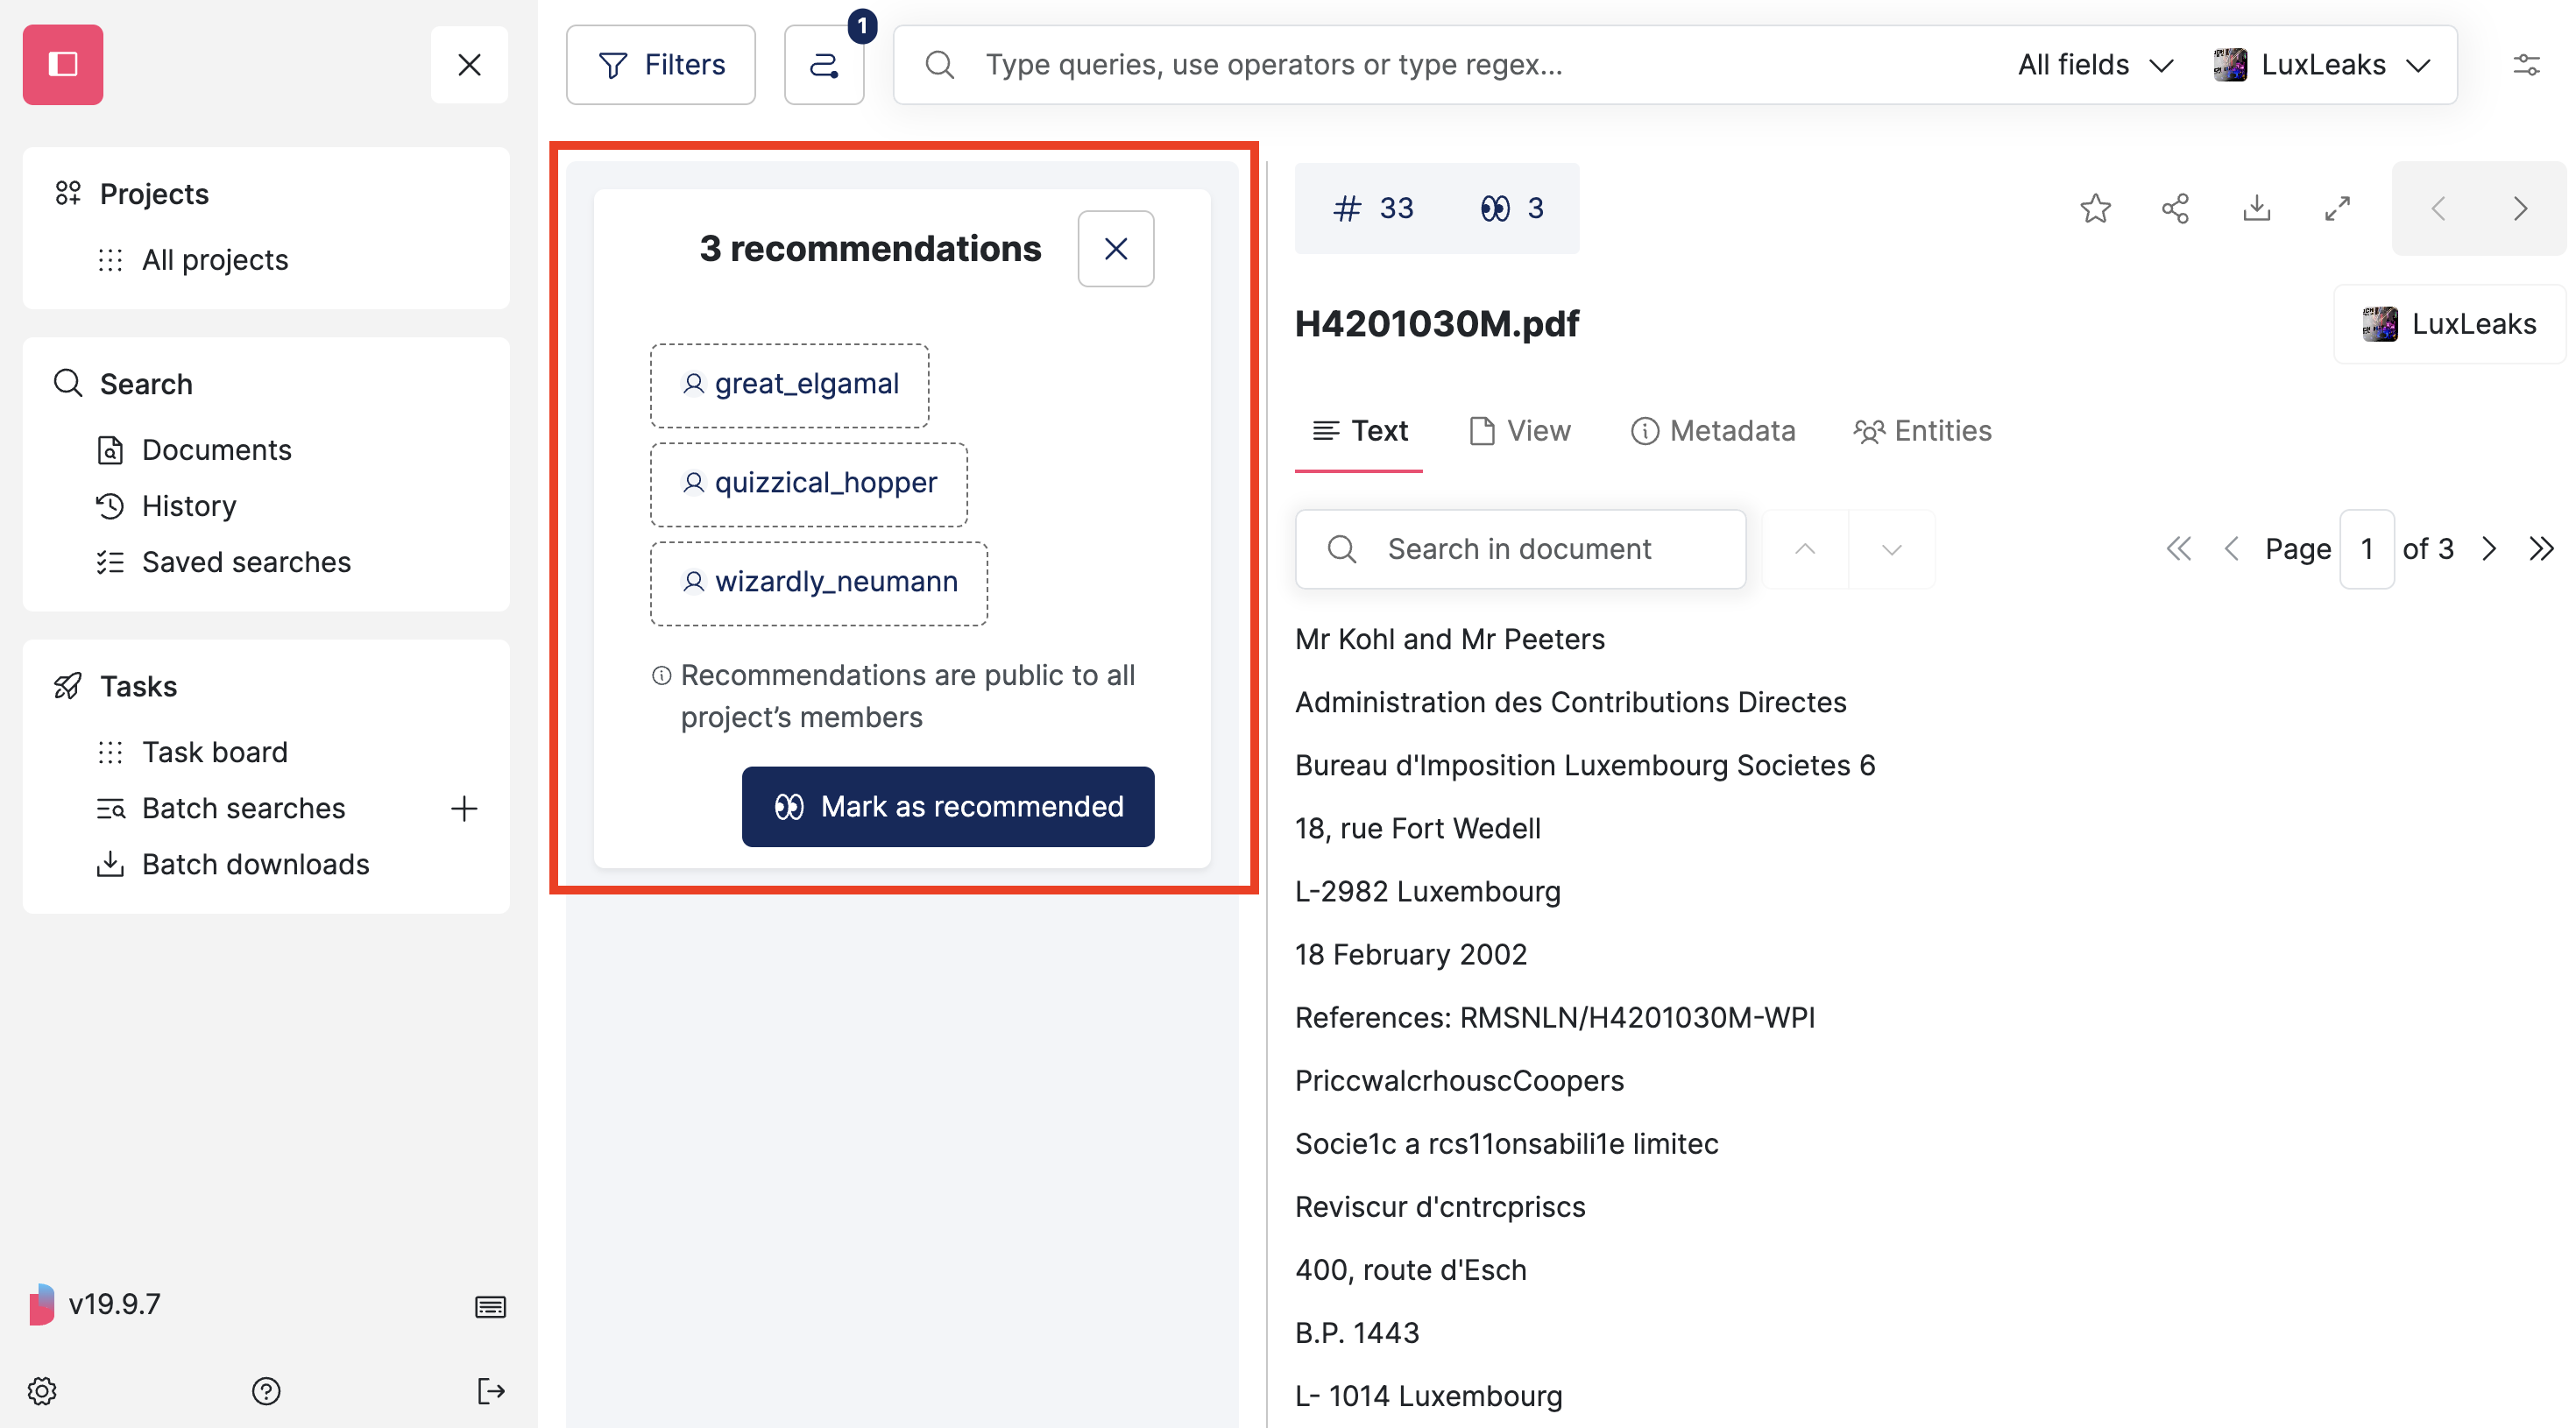 Projects
All projects
Search
Documents
History
Saved searches
Tasks
Task board
Batch searches
Batch downloads
v19.9.7
Filters
1
Type queries, use operators or type regex...
All fields
LuxLeaks
3 recommendations
great_elgamal
quizzical_hopper
wizardly_neumann
Recommendations are public to all
project’s members
Mark as recommended
# 33
3
H4201030M.pdf
LuxLeaks
Text
View
Metadata
Entities
Search in document
Page 1 of 3
Mr Kohl and Mr Peeters
Administration des Contributions Directes
Bureau d'Imposition Luxembourg Societes 6
18, rue Fort Wedell
L-2982 Luxembourg
18 February 2002
References: RMSNLN/H4201030M-WPI
PriccwalcrhouscCoopers
Socie1c a rcs11onsabili1e limitec
Reviscur d'cntrcpriscs
400, route d'Esch
B.P. 1443
L- 1014 Luxembourg